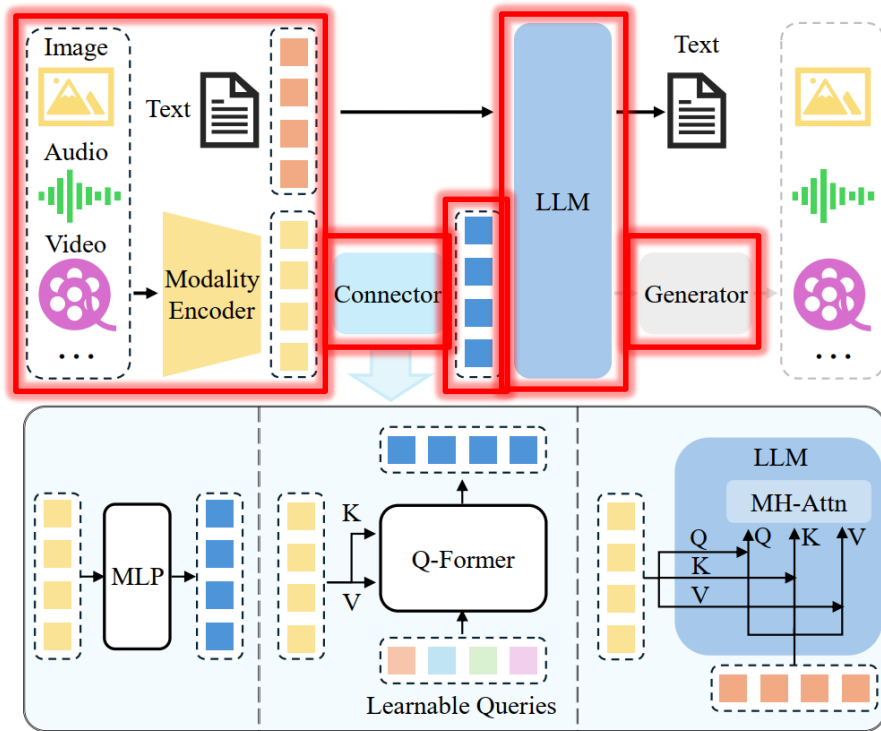 Image
Text
Audio
Video
...
Modality
Encoder
Connector
LLM
Text
Generator
...
MLP
K
V
Q-Former
Learnable Queries
LLM
MH-Attn
Q
K
V
Q
K
V